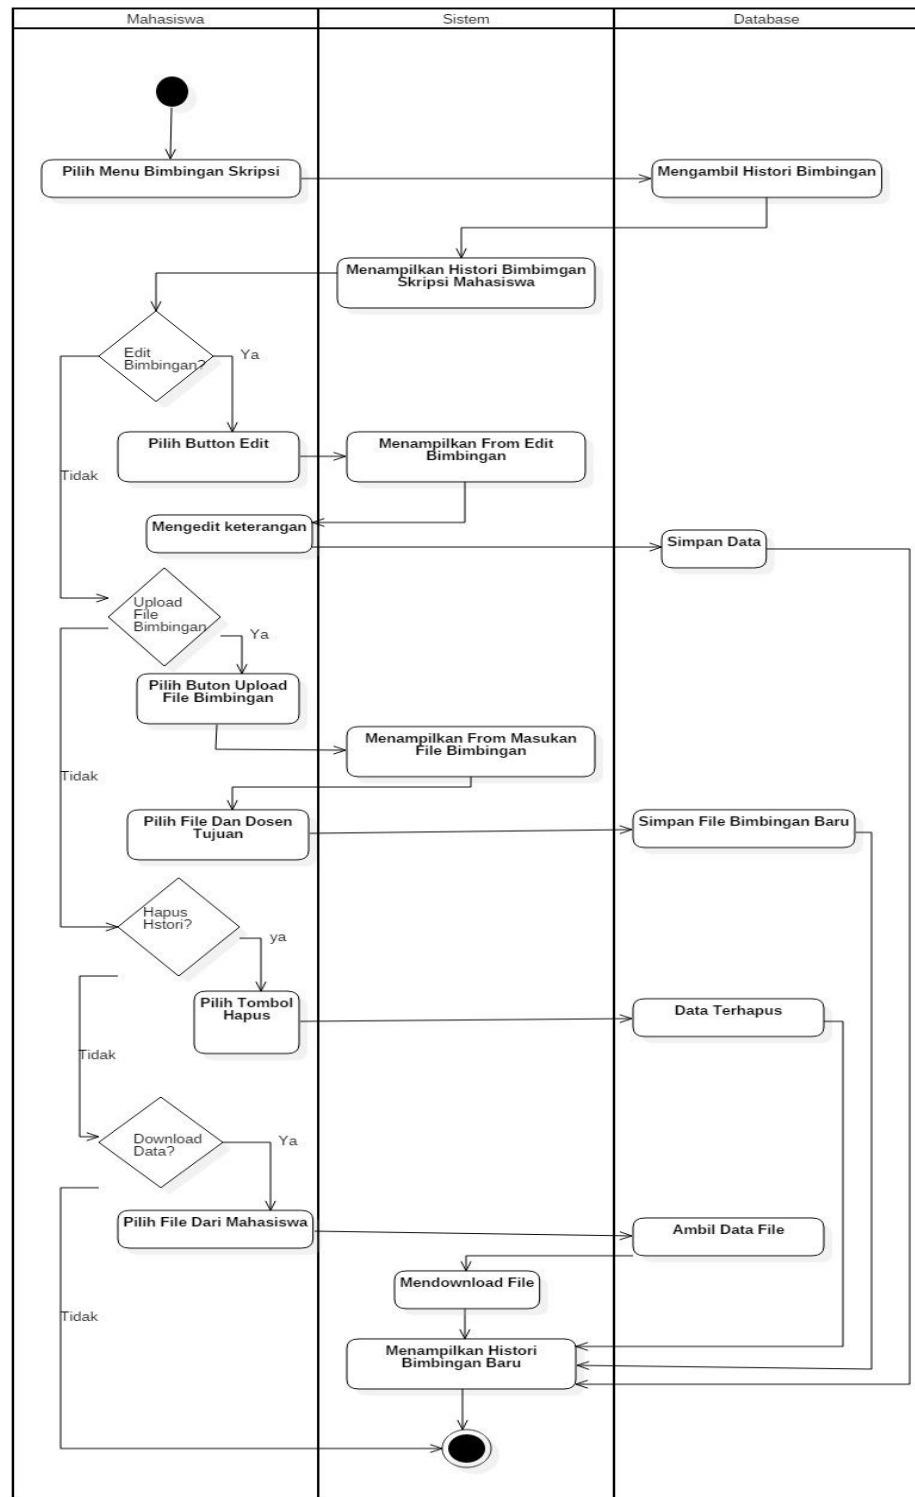 Mahasiswa
Sistem
Database
Pilih Menu Bimbingan Skripsi
Mengambil Histori Bimbingan
Menampilkan Histori Bimbimgan
Skripsi Mahasiswa
Edit
Bimbingan?
Ya
Pilih Button Edit
Menampilkan From Edit
Bimbingan
Tidak
Mengedit keterangan
Simpan Data
Upload
File
Bimbingan
Ya
Pilih Buton Upload
File Bimbingan
Menampilkan From Masukan
File Bimbingan
Tidak
Pilih File Dan Dosen
Tujuan
Simpan File Bimbingan Baru
Hapus
Hstori?
ya
Pilih Tombol
Hapus
Data Terhapus
Tidak
Download
Data?
Ya
Pilih File Dari Mahasiswa
Ambil Data File
Mendownload File
Tidak
Menampilkan Histori
Bimbingan Baru